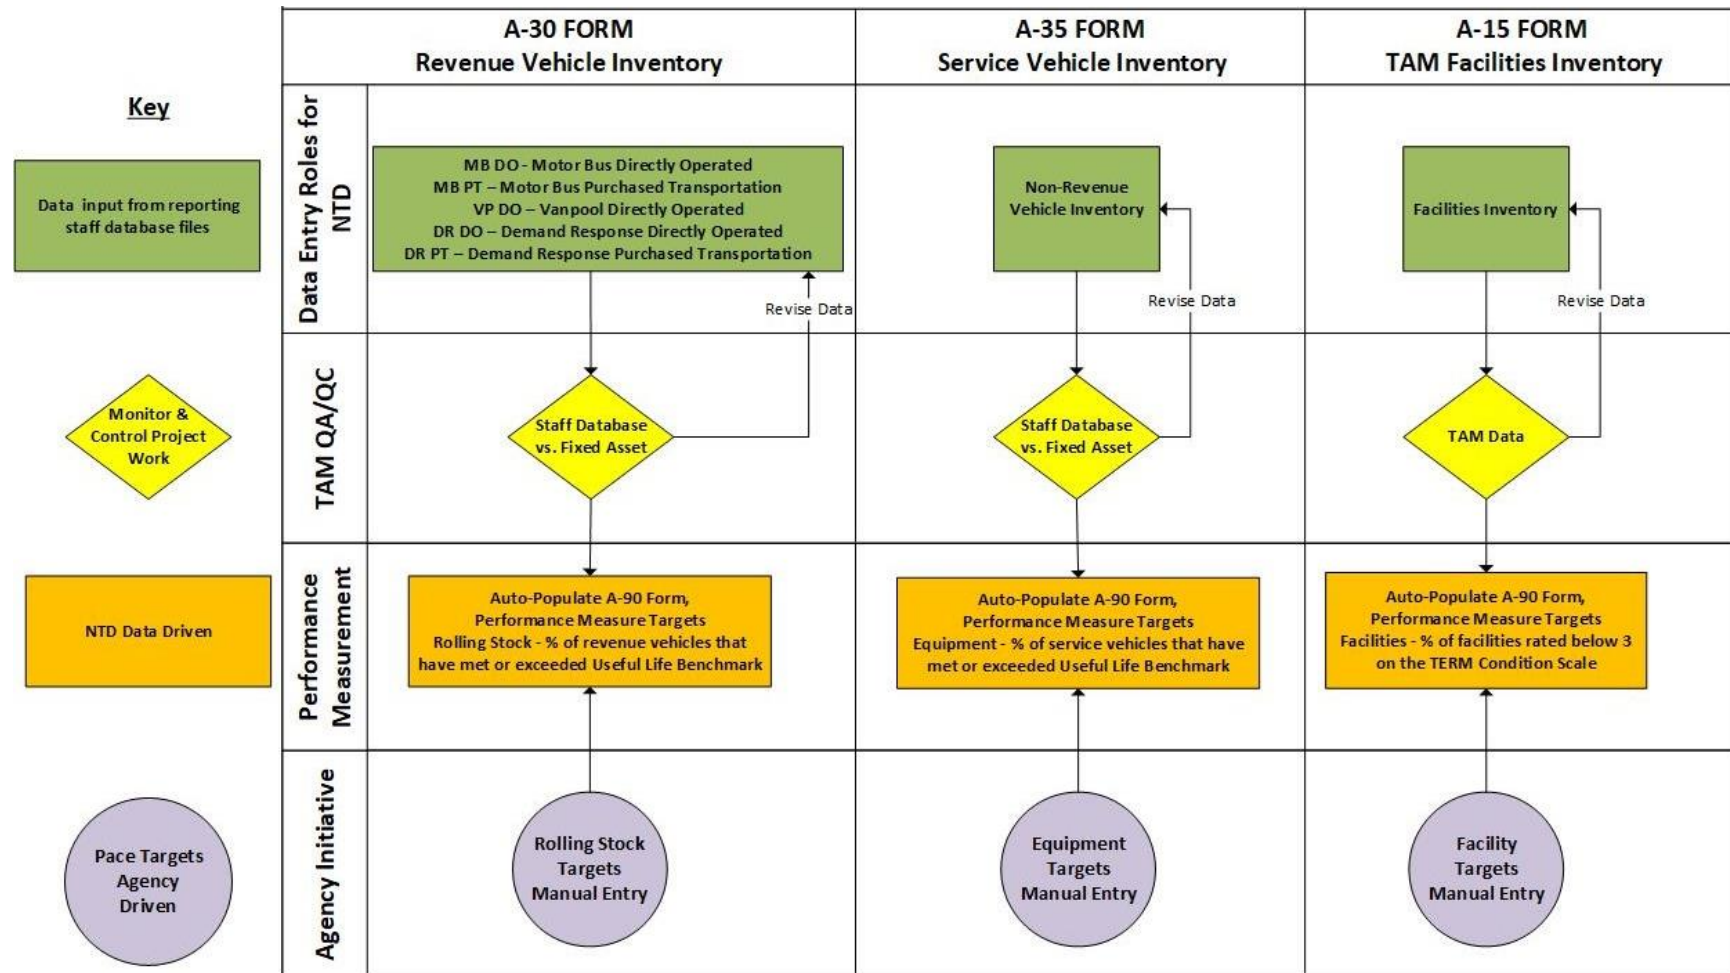 A-30 FORM
Revenue Vehicle Inventory
A-35 FORM
Service Vehicle Inventory
A-15 FORM
TAM Facilities Inventory
Key
Data input from reporting
staff database files
Monitor &
Control Project
Work
NTD Data Driven
Pace Targets
Agency
Driven
Data Entry Roles for
NTD
MB DO - Motor Bus Directly Operated
MB PT – Motor Bus Purchased Transportation
VP DO – Vanpool Directly Operated
DR DO – Demand Response Directly Operated
DR PT – Demand Response Purchased Transportation
Revise Data
Non-Revenue
Vehicle Inventory
Revise Data
Facilities Inventory
Revise Data
TAM QA/QC
Staff Database
vs. Fixed Asset
Staff Database
vs. Fixed Asset
TAM Data
Performance
Measurement
Auto-Populate A-90 Form,
Performance Measure Targets
Rolling Stock - % of revenue vehicles that
have met or exceeded Useful Life Benchmark
Auto-Populate A-90 Form,
Performance Measure Targets
Equipment - % of service vehicles that have
met or exceeded Useful Life Benchmark
Auto-Populate A-90 Form,
Performance Measure Targets
Facilities - % of facilities rated below 3
on the TERM Condition Scale
Agency Initiative
Rolling Stock
Targets
Manual Entry
Equipment
Targets
Manual Entry
Facility
Targets
Manual Entry